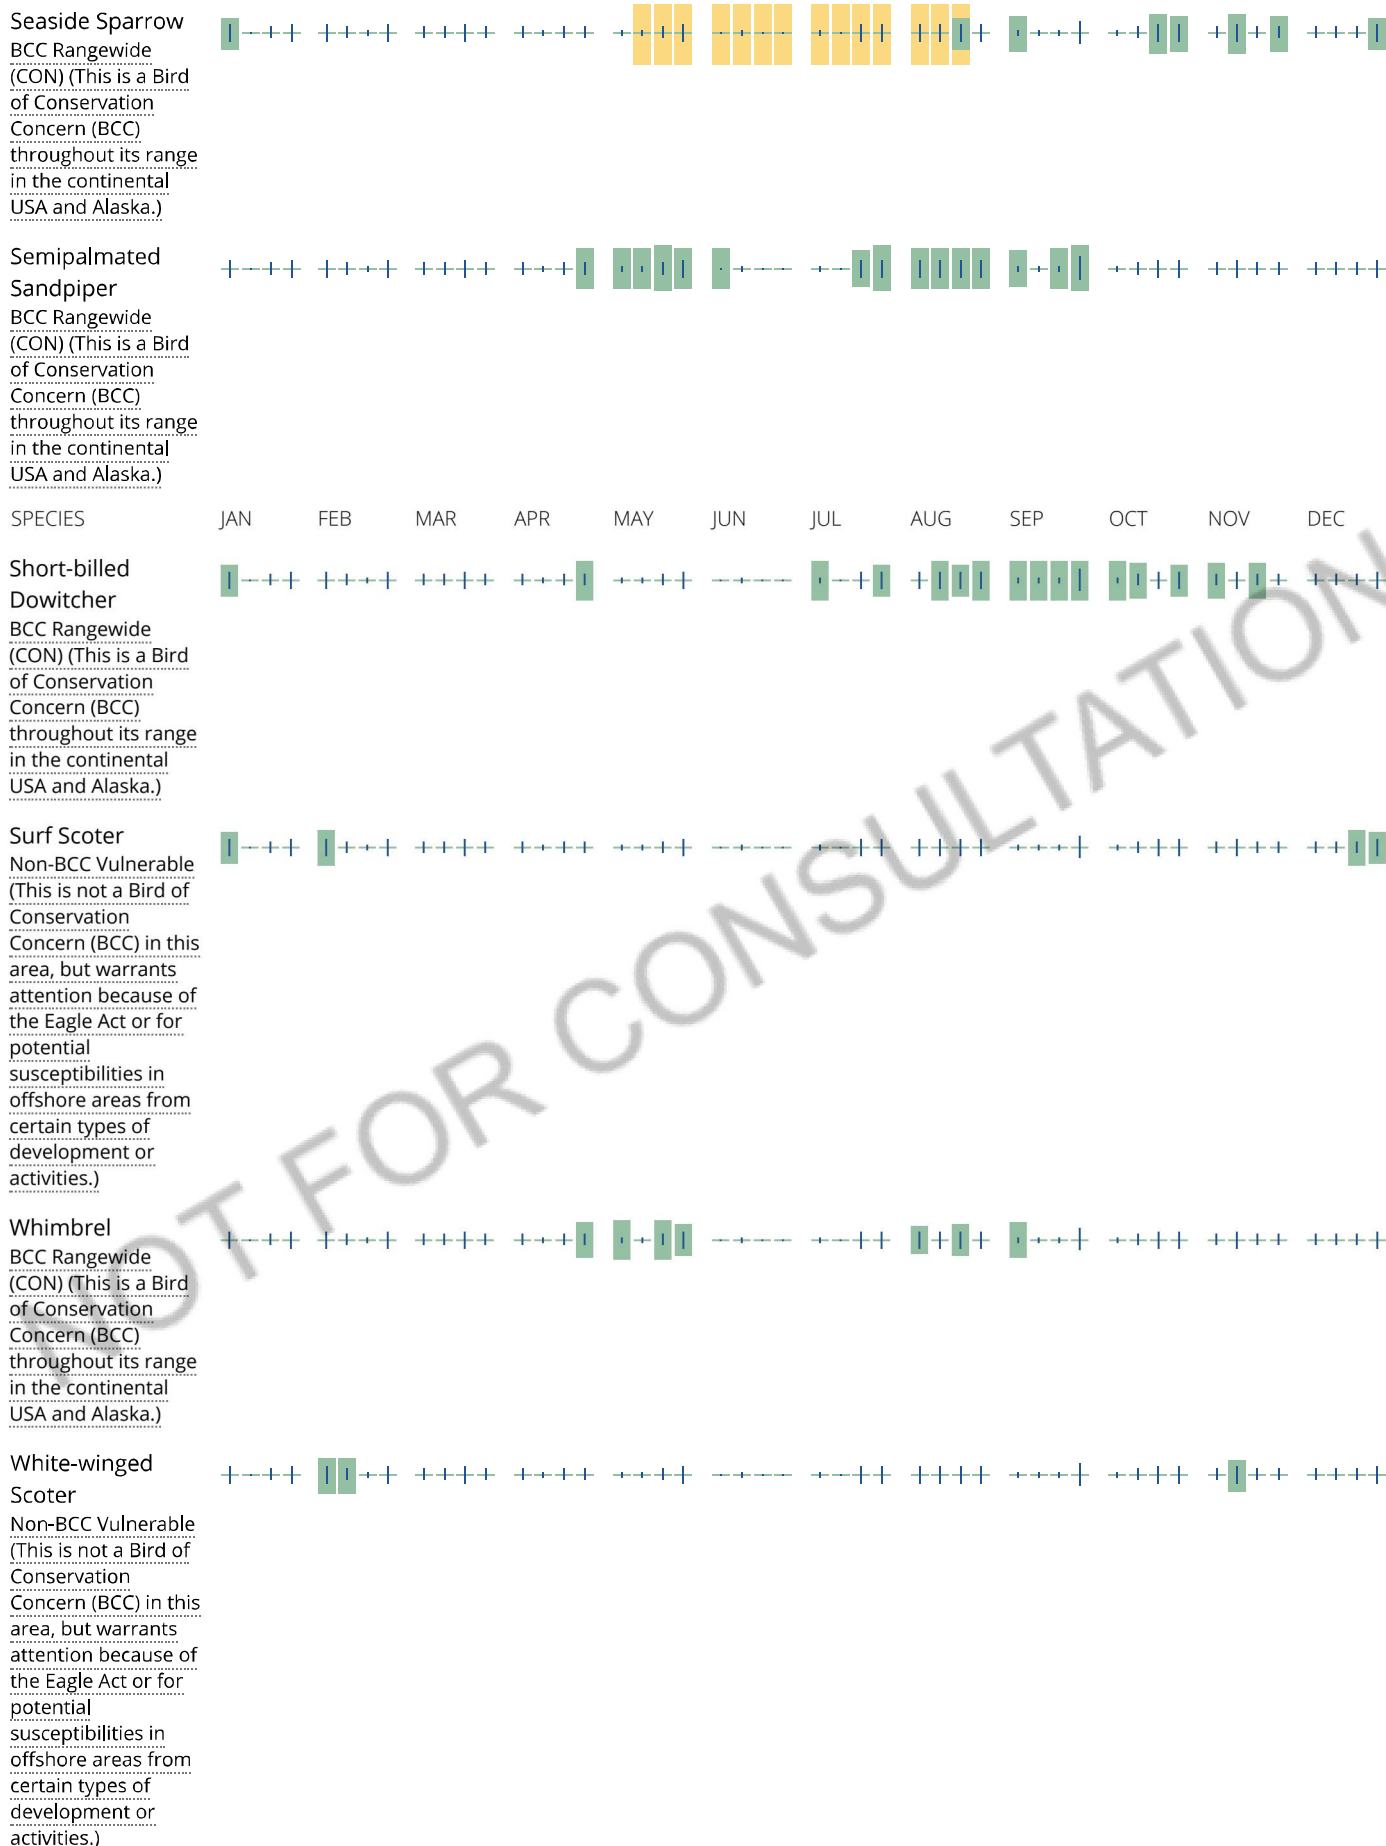 Seaside Sparrow
BCC Rangewide
(CON) (This is a Bird
of Conservation
Concern (BCC)
throughout its range
in the continental
USA and Alaska.)
Semipalmated
Sandpiper
BCC Rangewide
(CON) (This is a Bird
of Conservation
Concern (BCC)
throughout its range
in the continental
USA and Alaska.)
SPECIES JAN FEB MAR APR MAY JUN JUL AUG SEP OCT NOV DEC
Short-billed
Dowitcher
BCC Rangewide
(CON) (This is a Bird
of Conservation
Concern (BCC)
throughout its range
in the continental
USA and Alaska.)
Surf Scoter
Non-BCC Vulnerable
(This is not a Bird of
Conservation
Concern (BCC) in this
area, but warrants
attention because of
the Eagle Act or for
potential
susceptibilities in
offshore areas from
certain types of
development or
activities.)
Whimbrel
BCC Rangewide
(CON) (This is a Bird
of Conservation
Concern (BCC)
throughout its range
in the continental
USA and Alaska.)
White-winged
Scoter
Non-BCC Vulnerable
(This is not a Bird of
Conservation
Concern (BCC) in this
area, but warrants
attention because of
the Eagle Act or for
potential
susceptibilities in
offshore areas from
certain types of
development or
activities.)
NOT FOR CONSULTATION